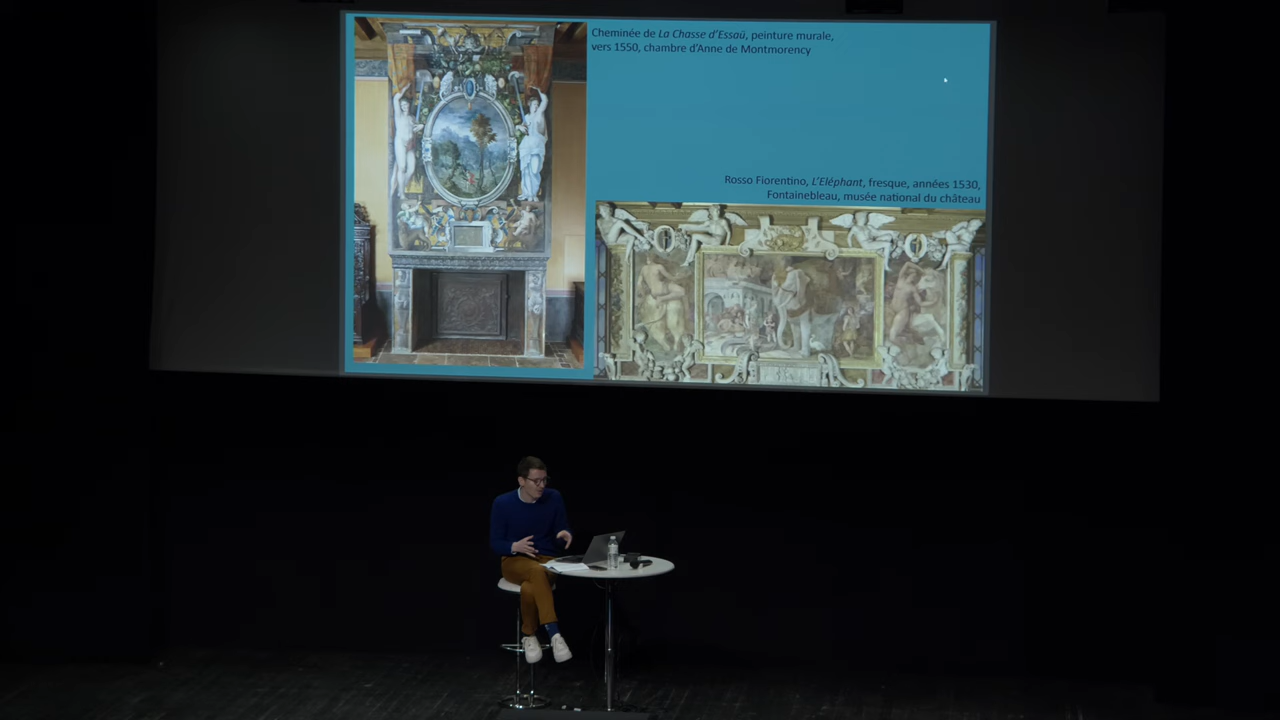 Cheminée de La Chasse d'Essaü, peinture murale,
vers 1550, chambre d'Anne de Montmorency
Rosso Fiorentino, L'Eléphant, fresque, années 1530,
Fontainebleau, musée national du château